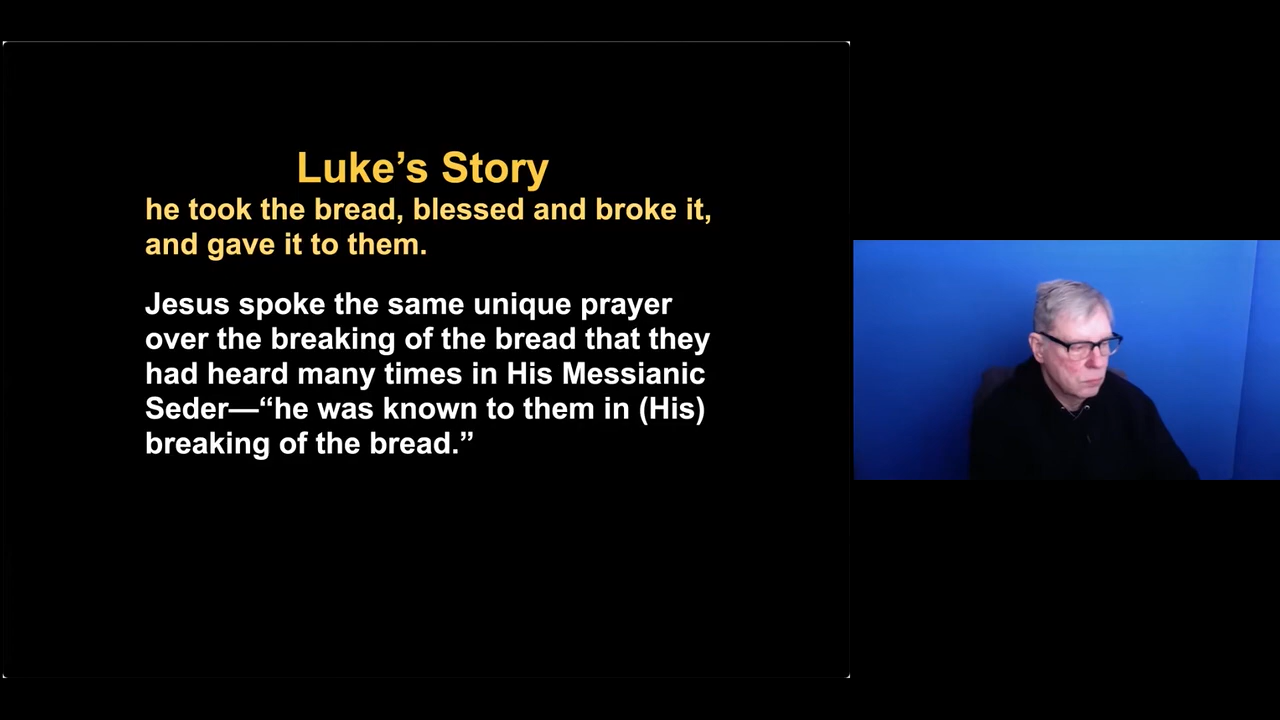 Luke’s Story
he took the bread, blessed and broke it,
and gave it to them.
Jesus spoke the same unique prayer
over the breaking of the bread that they
had heard many times in His Messianic
Seder—“he was known to them in (His)
breaking of the bread.”